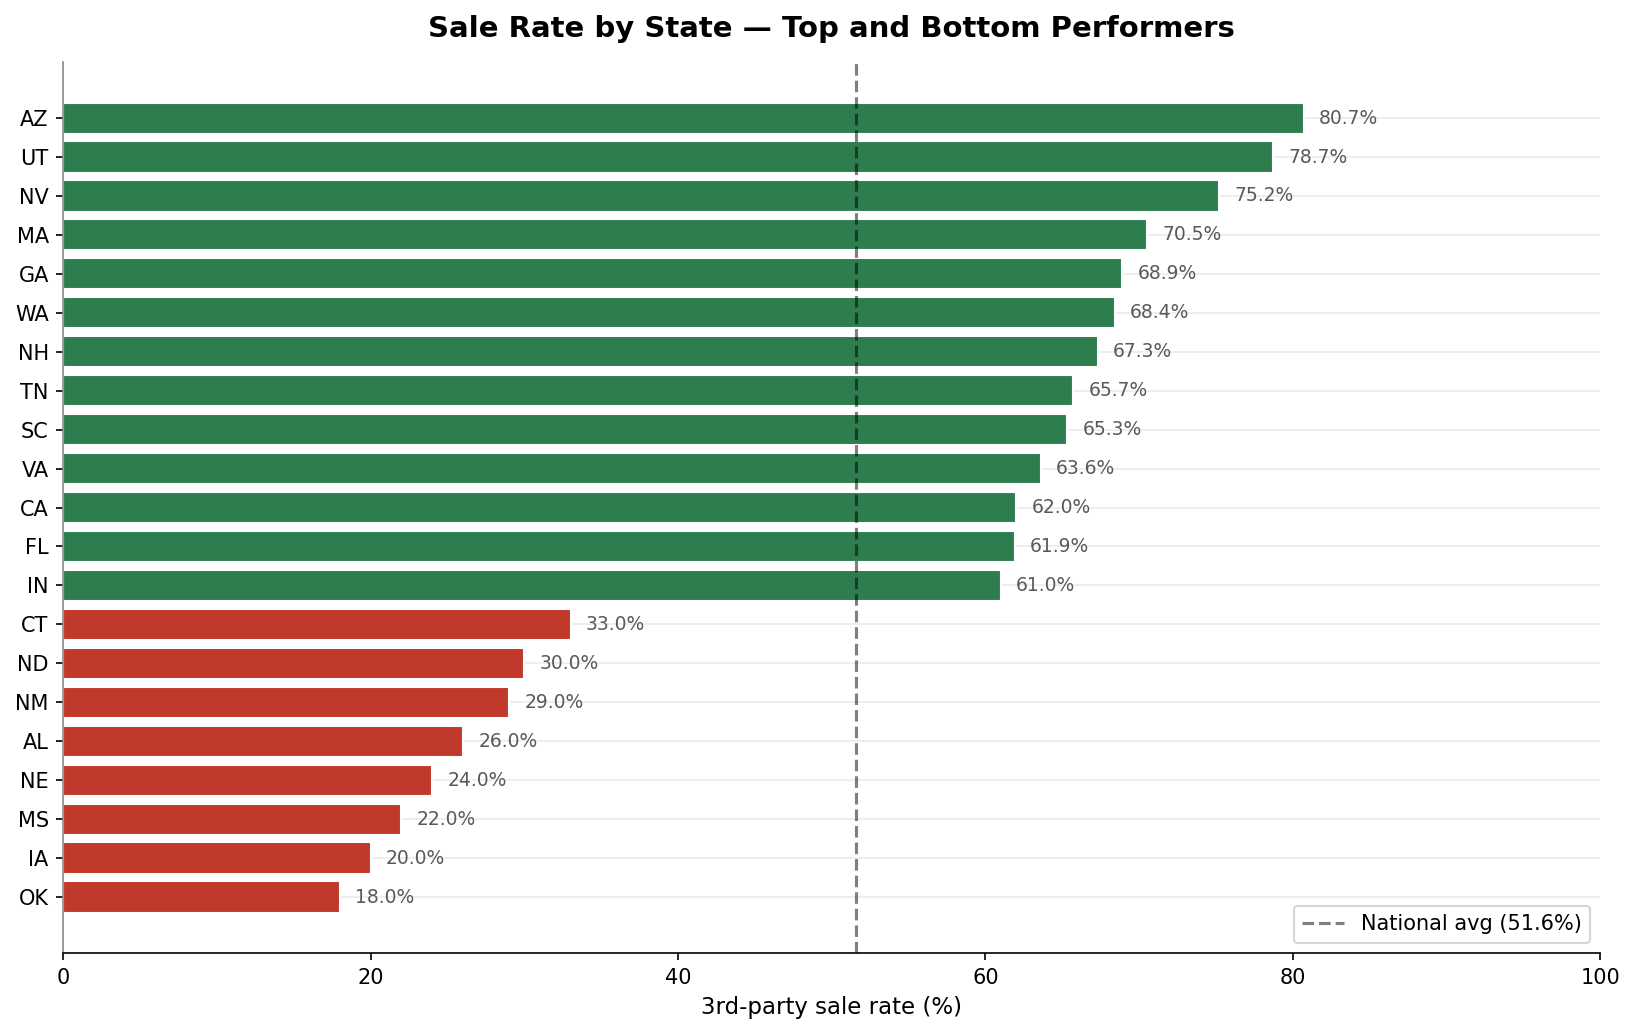 Sale Rate by State — Top and Bottom Performers
AZ 80.7%
UT 78.7%
NV 75.2%
MA 70.5%
GA 68.9%
WA 68.4%
NH 67.3%
TN 65.7%
SC 65.3%
VA 63.6%
CA 62.0%
FL 61.9%
IN 61.0%
CT 33.0%
ND 30.0%
NM 29.0%
AL 26.0%
NE 24.0%
MS 22.0%
IA 20.0%
OK 18.0%
National avg (51.6%)
0 20 40 60 80 100
3rd-party sale rate (%)